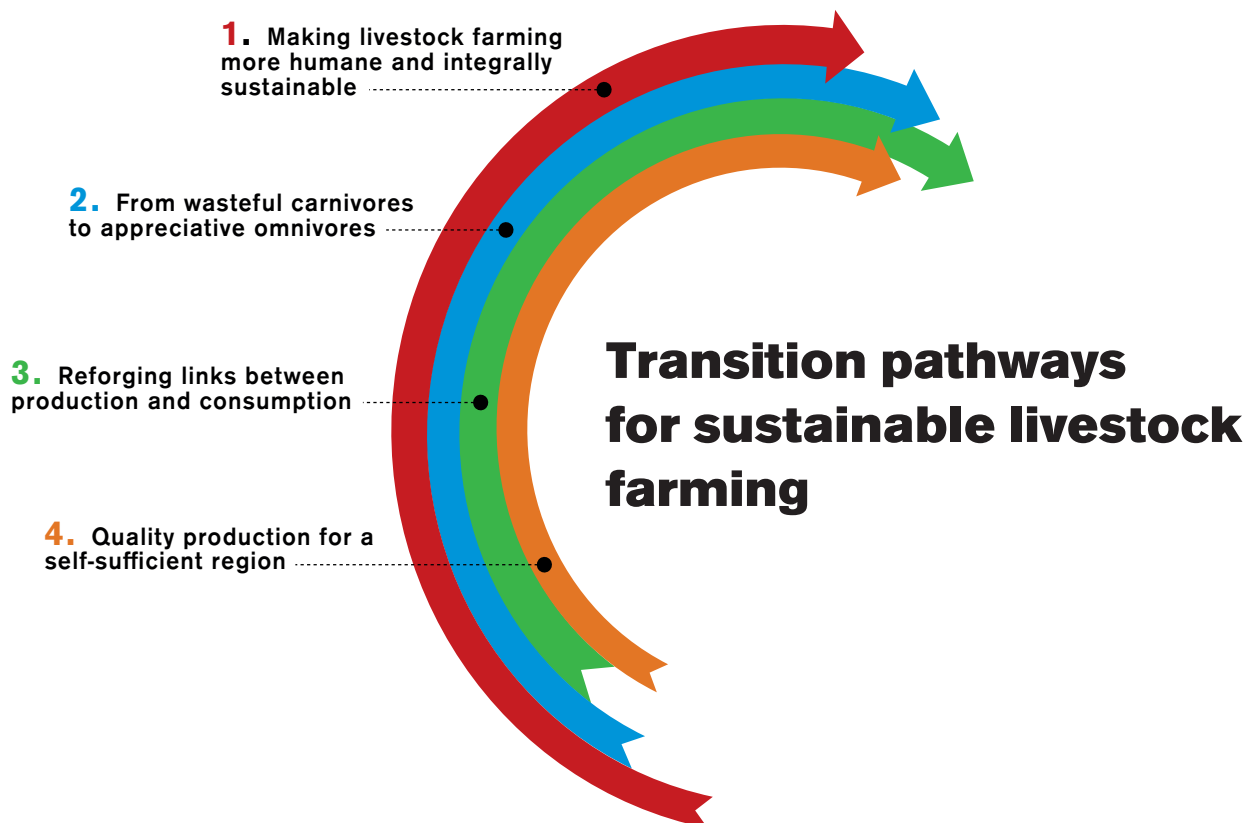 1. Making livestock farming
more humane and integrally
sustainable
2. From wasteful carnivores
to appreciative omnivores
3. Reforging links between
production and consumption
4. Quality production for a
self-sufficient region
Transition pathways
for sustainable livestock
farming